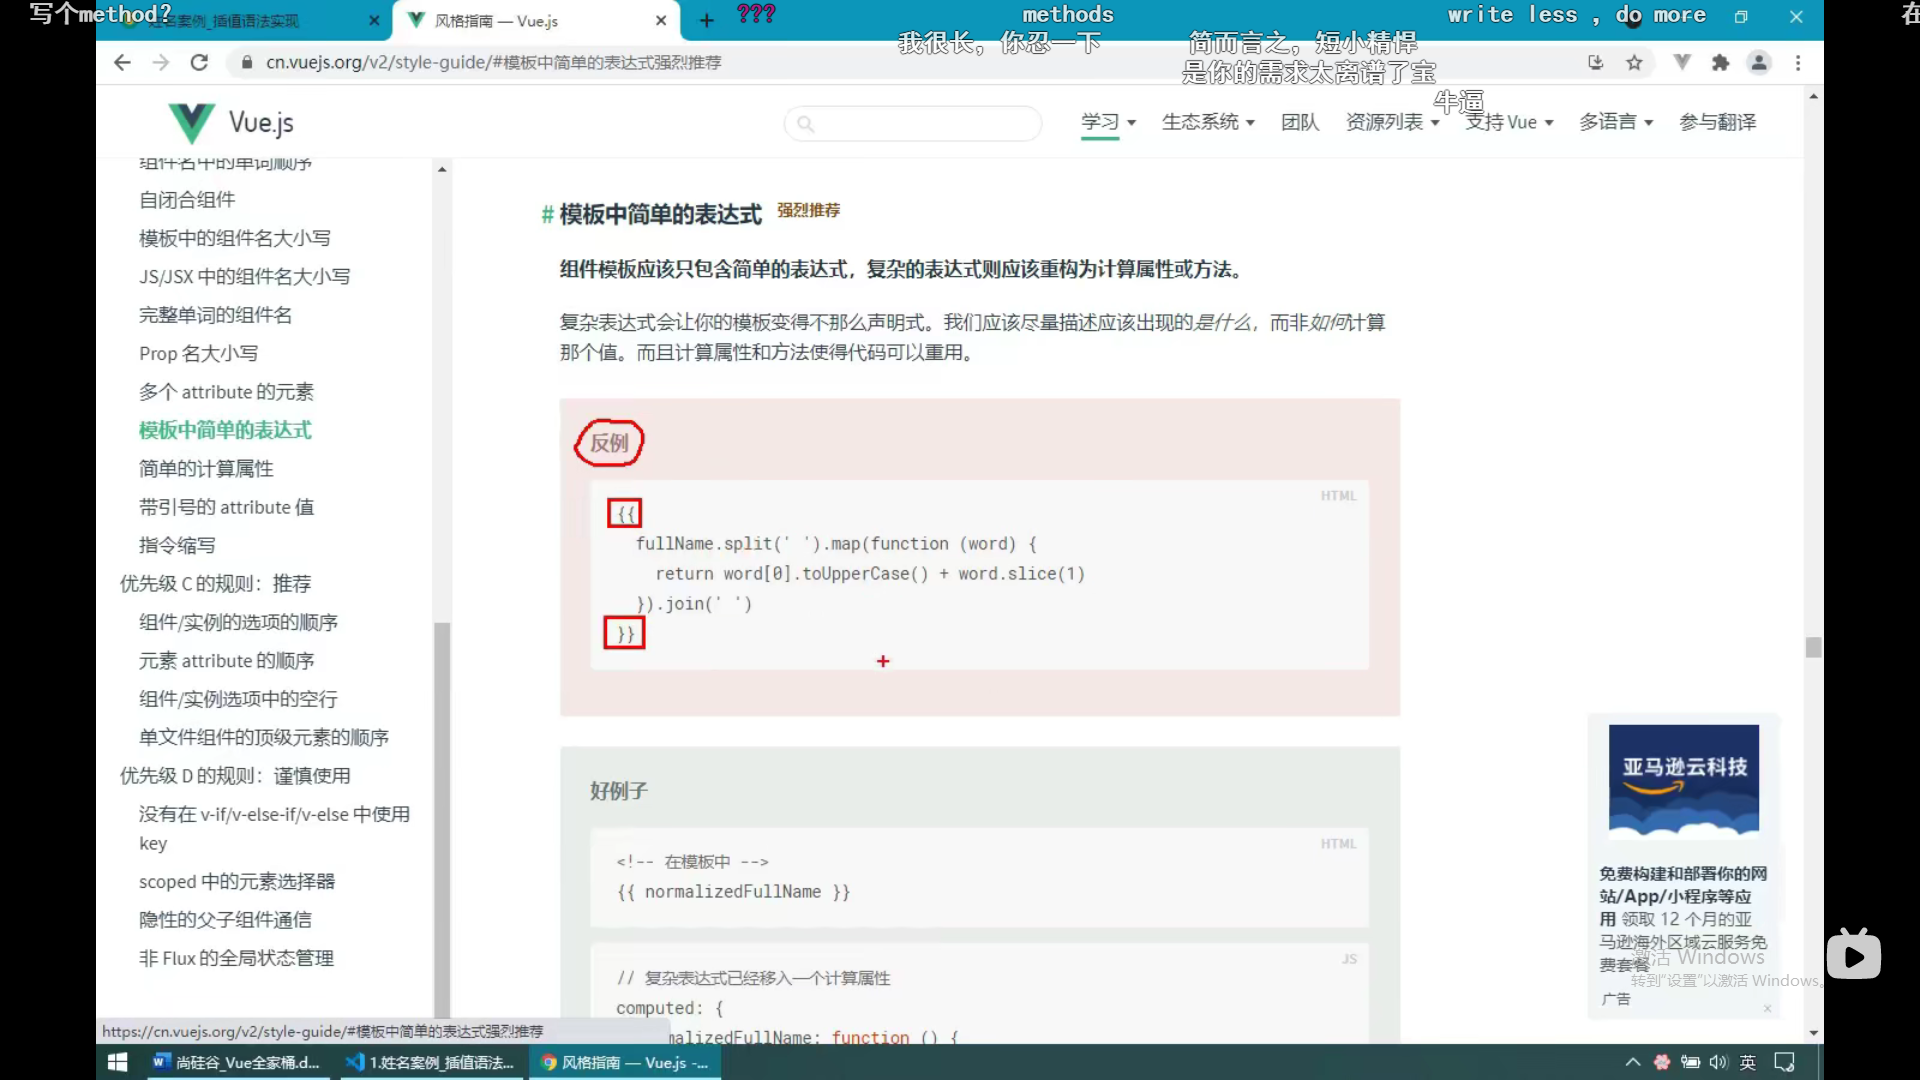 写个method?
姓名案例_插值语法实现
风格指南 — Vue.js
???
methods
write less , do more
在
我很长，你忍一下
简而言之，短小精悍
cn.vuejs.org/v2/style-guide/#模板中简单的表达式强烈推荐
是你的需求太离谱了宝
牛逼
Vue.js
学习
生态系统
团队
资源列表
支持 Vue
多语言
参与翻译
组件名中的单词顺序
自闭合组件
模板中的组件名大小写
JS/JSX 中的组件名大小写
完整单词的组件名
Prop 名大小写
多个 attribute 的元素
模板中简单的表达式
简单的计算属性
带引号的 attribute 值
指令缩写
优先级 C 的规则：推荐
组件/实例的选项的顺序
元素 attribute 的顺序
组件/实例选项中的空行
单文件组件的顶级元素的顺序
优先级 D 的规则：谨慎使用
没有在 v-if/v-else-if/v-else 中使用
key
scoped 中的元素选择器
隐性的父子组件通信
非 Flux 的全局状态管理
# 模板中简单的表达式 强烈推荐
组件模板应该只包含简单的表达式，复杂的表达式则应该重构为计算属性或方法。
复杂表达式会让你的模板变得不那么声明式。我们应该尽量描述应该出现的是什么，而非如何计算
那个值。而且计算属性和方法使得代码可以重用。
反例
HTML
{{
fullName.split(' ').map(function (word) {
return word[0].toUpperCase() + word.slice(1)
}).join(' ')
}}
好例子
HTML
<!-- 在模板中 -->
{{ normalizedFullName }}
JS
// 复杂表达式已经移入一个计算属性
computed: {
malizedFullName: function () {
亚马逊云科技
免费构建和部署你的网
站/App/小程序等应
用 领取 12 个月的亚
马逊海外区域云服务免
费套餐
广告
激活 Windows
转到"设置"以激活 Windows。
https://cn.vuejs.org/v2/style-guide/#模板中简单的表达式强烈推荐
尚硅谷_Vue全家桶.d...
1.姓名案例_插值语法...
风格指南 — Vue.js -...
英